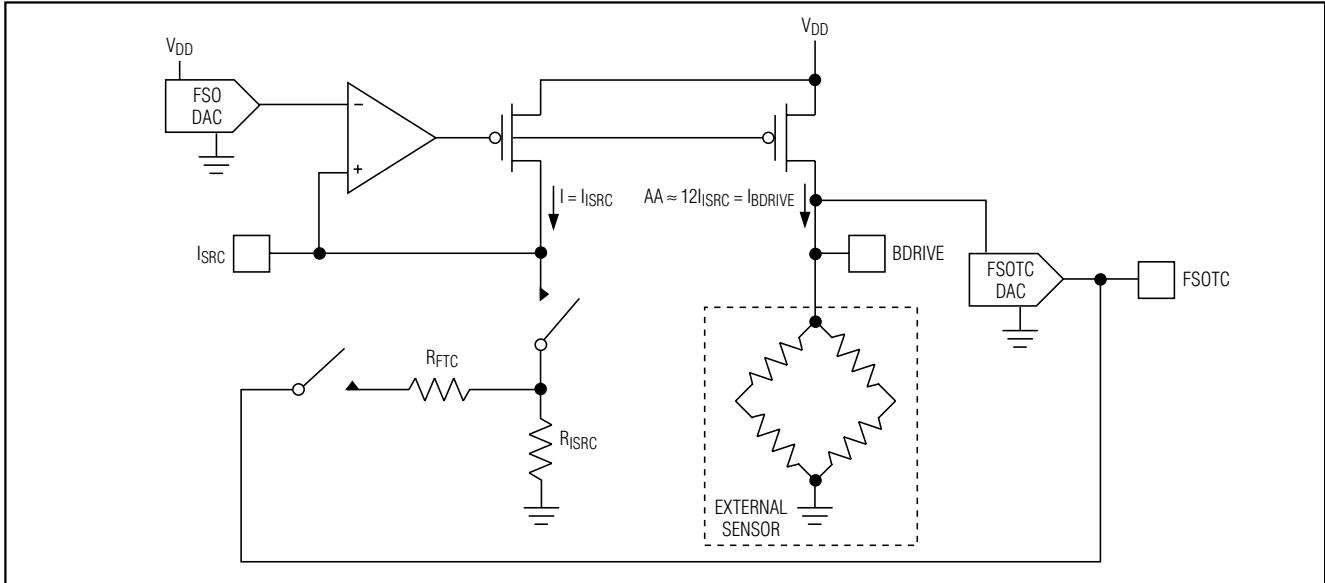 VDD
VDD
FSO
DAC
−
+
I = IISRC
AA ≈ 12IISRC = IBDRIVE
ISRC
BDRIVE
FSOTC
DAC
FSOTC
RFTC
RISRC
EXTERNAL
SENSOR